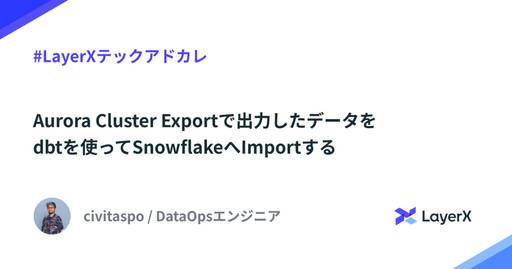 #LayerXテックアドカレ
Aurora Cluster Exportで出力したデータを
dbtを使ってSnowflakeへImportする
civitaspo / DataOpsエンジニア
LayerX